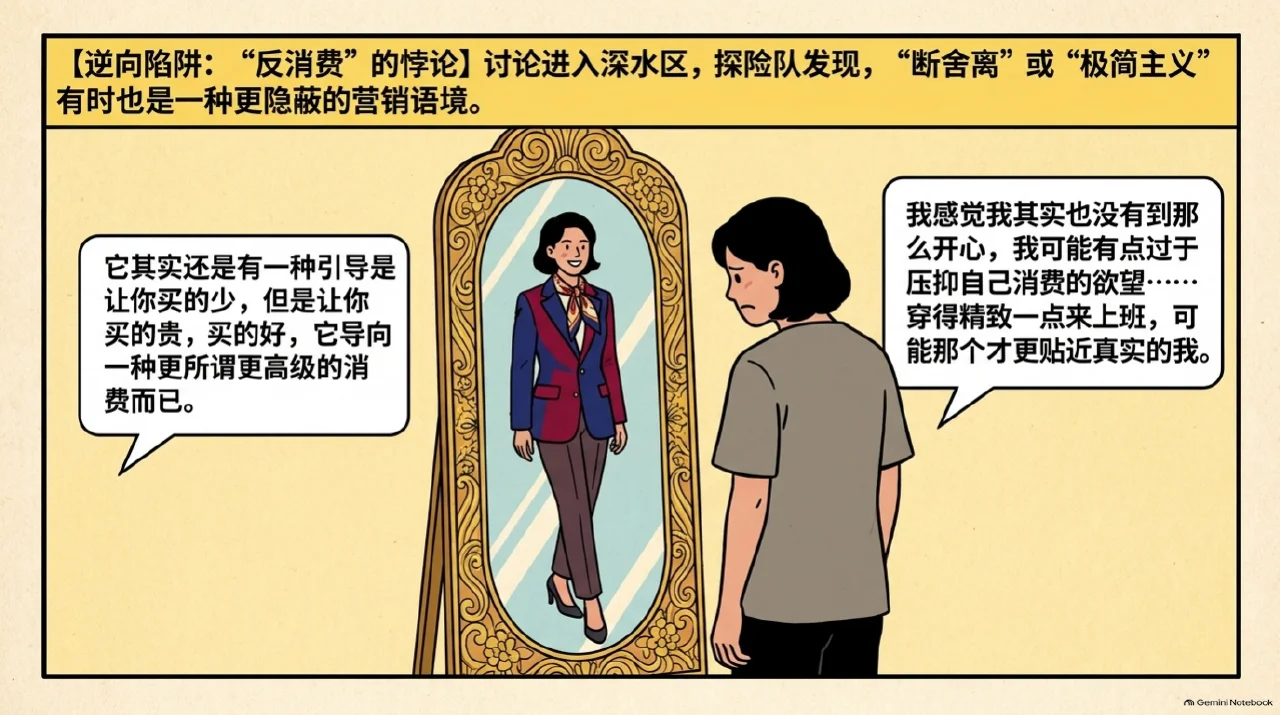 【逆向陷阱:“反消费”的悖论】讨论进入深水区,探险队发现,“断舍离”或“极简主义”
有时也是一种更隐蔽的营销语境。
它其实还是有一种引导是
让你买的少,但是让你
买的贵,买的好,它导向
一种更所谓更高级的消
费而已。
我感觉我其实也没有到那
么开心,我可能有点过于
压抑自己消费的欲望……
穿得精致一点来上班,可
能那个才更贴近真实的我。
Gemini Notebook